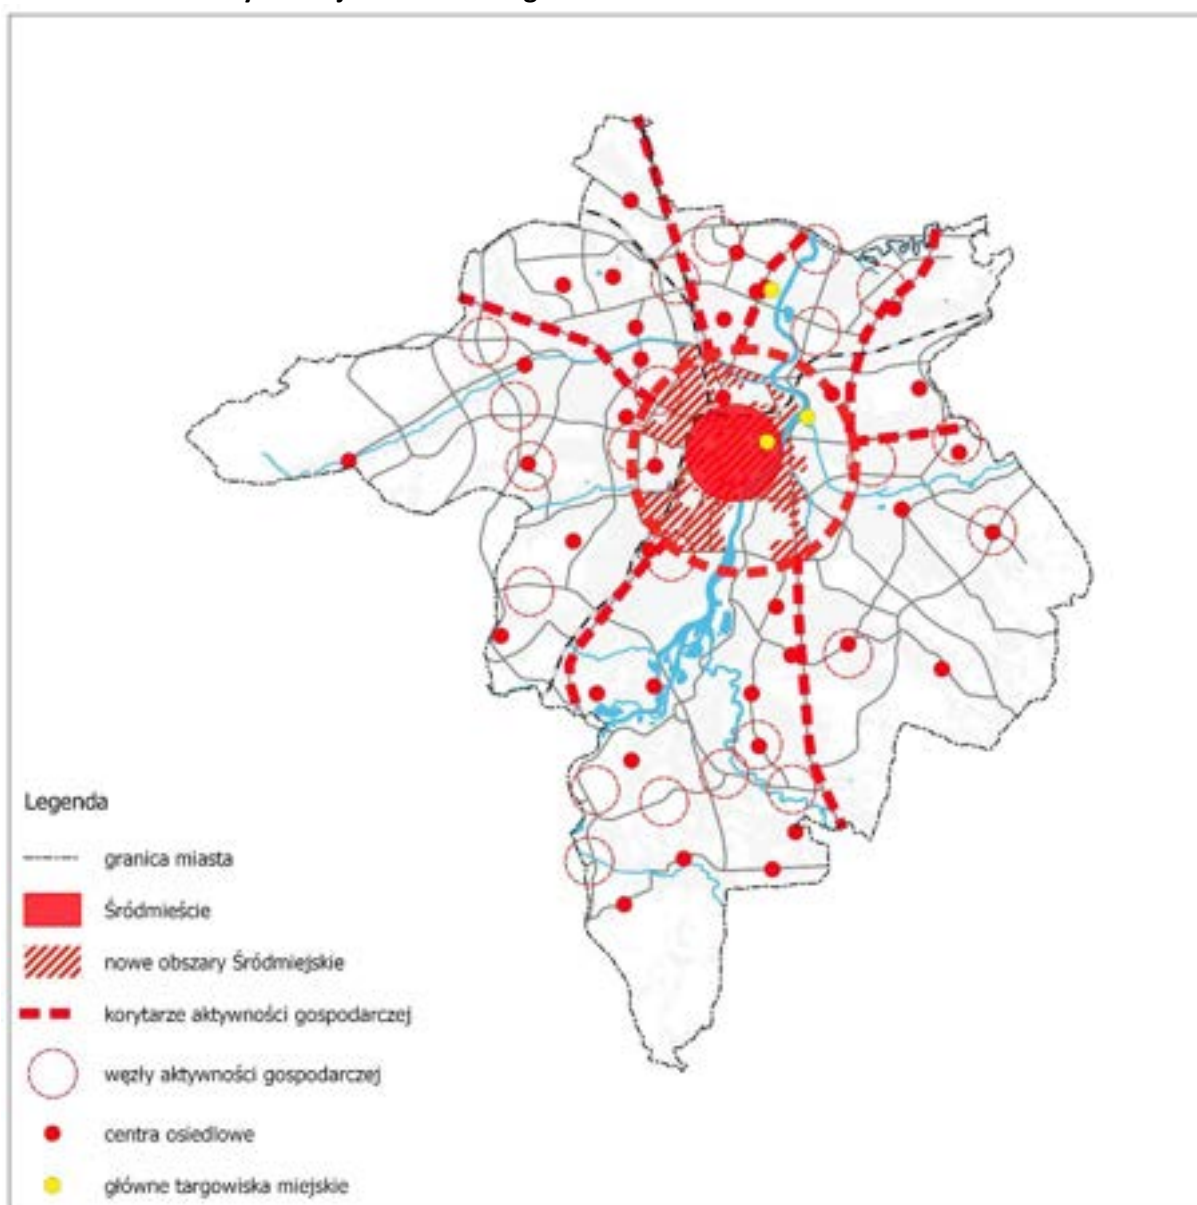 Legenda
granica miasta
Śródmieście
nowe obszary Śródmiejskie
korytarze aktywności gospodarczej
węzły aktywności gospodarczej
centra osiedlowe
główne targowiska miejskie